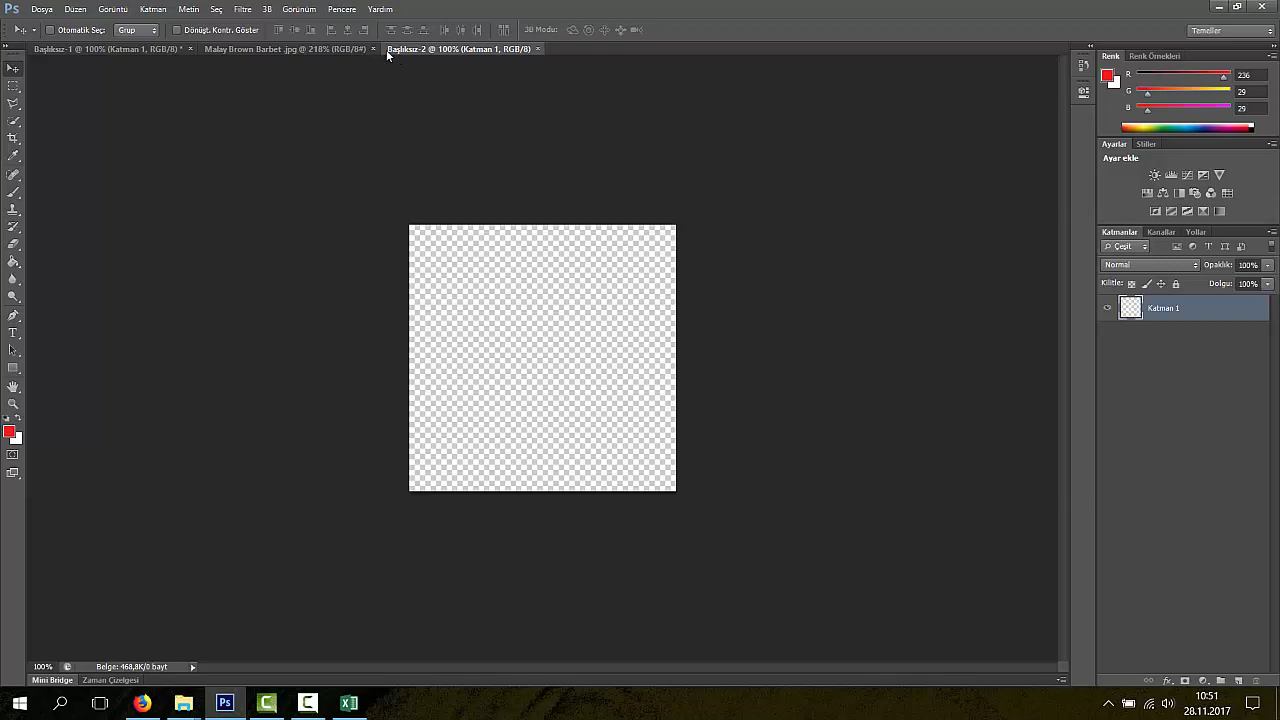 Ps Dosya Düzen Görüntü Katman Metin Seç Filtre 3B Görünüm Pencere Yardım
Otomatik Seç: Grup Dönüşt. Kontr. Göster 3B Modu: Temeller
Başlıksız-1 @ 100% (Katman 1, RGB/8) * × Malay Brown Barbet .jpg @ 218% (RGB/8#) × Başlıksız-2 @ 100% (Katman 1, RGB/8) ×
Renk Renk Örnekleri
R 236
G 29
B 29
Ayarlar Stiller
Ayar ekle
Katmanlar Kanallar Yollar
Çeşit
Normal Opaklık: 100%
Kilitle: Dolgu: 100%
Katman 1
100% Belge: 468,8K/0 bayt
Mini Bridge Zaman Çizelgesi
10:51
28.11.2017